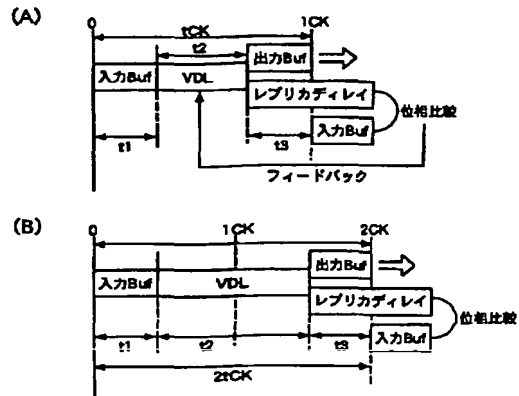 (A)
0
tCK
1CK
t2
出力Buf
入力Buf
VDL
レプリカディレイ
位相比較
入力Buf
t1
t3
フィードバック
(B)
0
1CK
2CK
出力Buf
入力Buf
VDL
レプリカディレイ
位相比較
入力Buf
t1
t2
t3
2tCK